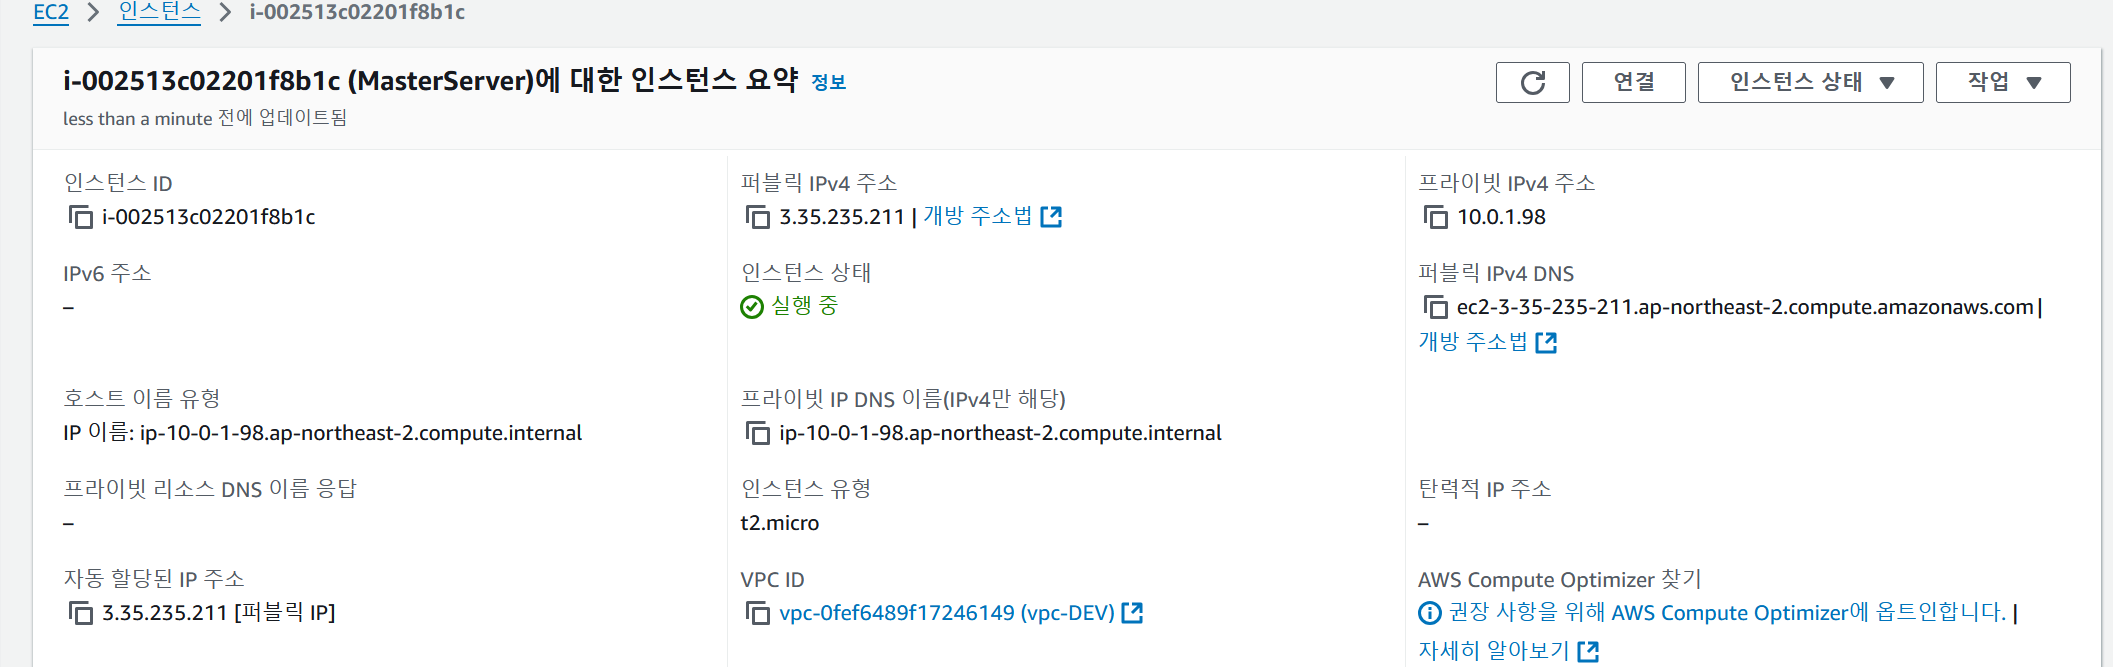 EC2 > 인스턴스 > i-002513c02201f8b1c
i-002513c02201f8b1c (MasterServer)에 대한 인스턴스 요약 정보
less than a minute 전에 업데이트됨
연결
인스턴스 상태
작업
인스턴스 ID
i-002513c02201f8b1c
퍼블릭 IPv4 주소
3.35.235.211 | 개방 주소법
프라이빗 IPv4 주소
10.0.1.98
IPv6 주소
–
인스턴스 상태
실행 중
퍼블릭 IPv4 DNS
ec2-3-35-235-211.ap-northeast-2.compute.amazonaws.com |
개방 주소법
호스트 이름 유형
IP 이름: ip-10-0-1-98.ap-northeast-2.compute.internal
프라이빗 IP DNS 이름(IPv4만 해당)
ip-10-0-1-98.ap-northeast-2.compute.internal
프라이빗 리소스 DNS 이름 응답
–
인스턴스 유형
t2.micro
탄력적 IP 주소
–
자동 할당된 IP 주소
3.35.235.211 [퍼블릭 IP]
VPC ID
vpc-0fef6489f17246149 (vpc-DEV)
AWS Compute Optimizer 찾기
권장 사항을 위해 AWS Compute Optimizer에 옵트인합니다. |
자세히 알아보기